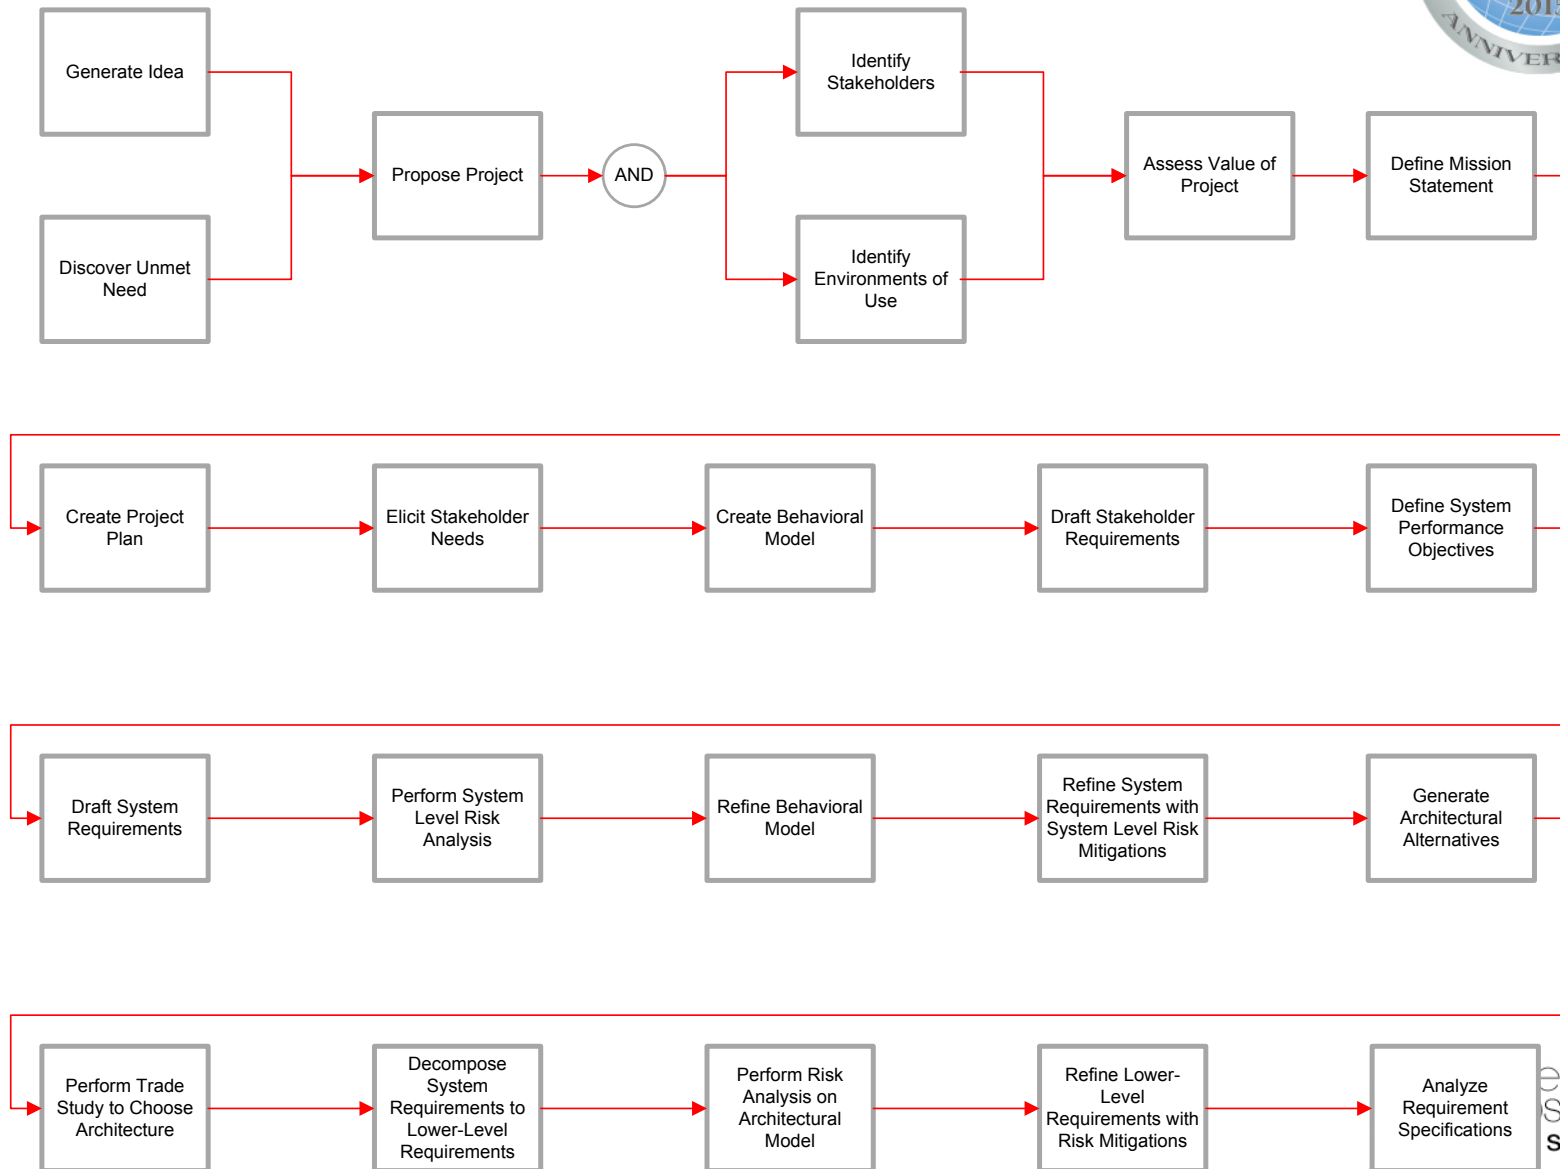 2015
ANNIVER
Generate Idea
Identify
Stakeholders
Propose Project
AND
Assess Value of
Project
Define Mission
Statement
Discover Unmet
Need
Identify
Environments of
Use
Create Project
Plan
Elicit Stakeholder
Needs
Create Behavioral
Model
Draft Stakeholder
Requirements
Define System
Performance
Objectives
Draft System
Requirements
Perform System
Level Risk
Analysis
Refine Behavioral
Model
Refine System
Requirements with
System Level Risk
Mitigations
Generate
Architectural
Alternatives
Perform Trade
Study to Choose
Architecture
Decompose
System
Requirements to
Lower-Level
Requirements
Perform Risk
Analysis on
Architectural
Model
Refine Lower-
Level
Requirements with
Risk Mitigations
Analyze
Requirement
Specifications